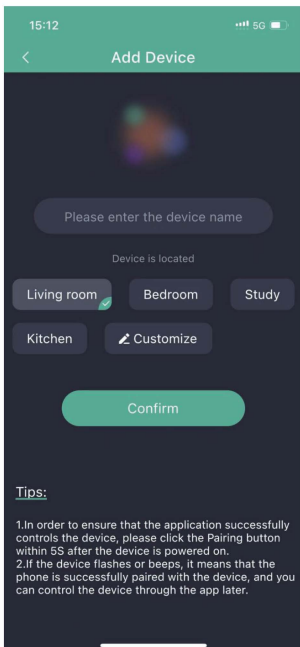 15:12
5G
Add Device
Please enter the device name
Device is located
Living room
Bedroom
Study
Kitchen
Customize
Confirm
Tips:
1.In order to ensure that the application successfully
controls the device, please click the Pairing button
within 5S after the device is powered on.
2.If the device flashes or beeps, it means that the
phone is successfully paired with the device, and you
can control the device through the app later.